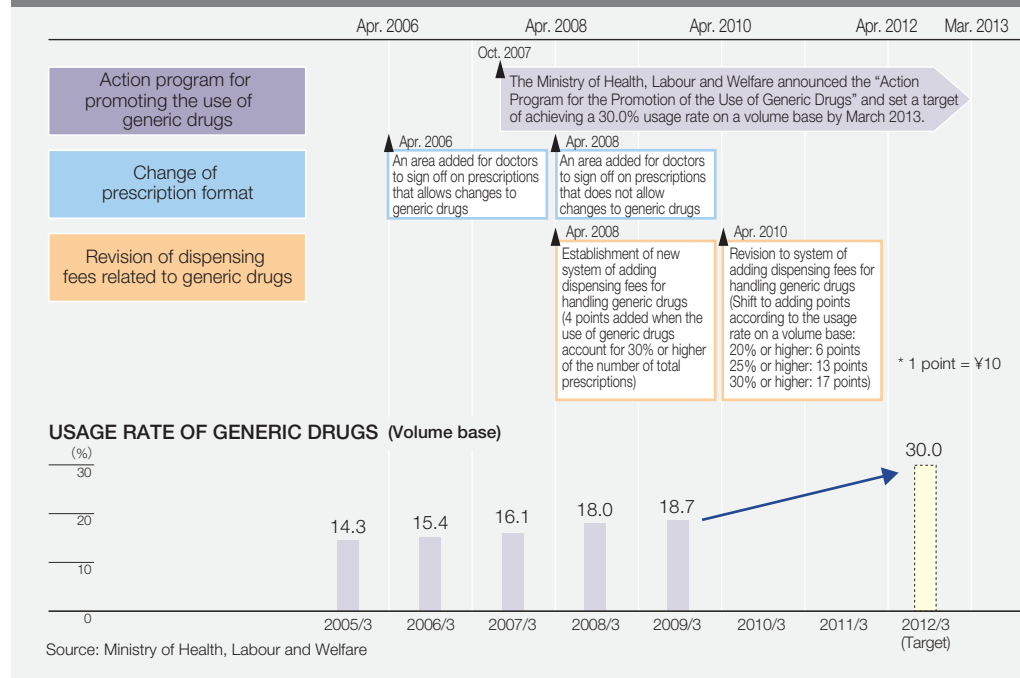 Apr. 2006 Apr. 2008 Apr. 2010 Apr. 2012 Mar. 2013
Oct. 2007
Action program for
promoting the use of
generic drugs
The Ministry of Health, Labour and Welfare announced the “Action
Program for the Promotion of the Use of Generic Drugs” and set a target
of achieving a 30.0% usage rate on a volume base by March 2013.
Change of
prescription format
Apr. 2006
An area added for doctors
to sign off on prescriptions
that allows changes to
generic drugs
Apr. 2008
An area added for doctors
to sign off on prescriptions
that does not allow
changes to generic drugs
Revision of dispensing
fees related to generic drugs
Apr. 2008
Establishment of new
system of adding
dispensing fees for
handling generic drugs
(4 points added when the
use of generic drugs
account for 30% or higher
of the number of total
prescriptions)
Apr. 2010
Revision to system of
adding dispensing fees for
handling generic drugs
(Shift to adding points
according to the usage
rate on a volume base:
20% or higher: 6 points
25% or higher: 13 points
30% or higher: 17 points)
* 1 point = ¥10
USAGE RATE OF GENERIC DRUGS (Volume base)
(%)
30
20
10
0
14.3
15.4
16.1
18.0
18.7
30.0
2005/3 2006/3 2007/3 2008/3 2009/3 2010/3 2011/3 2012/3
(Target)
Source: Ministry of Health, Labour and Welfare